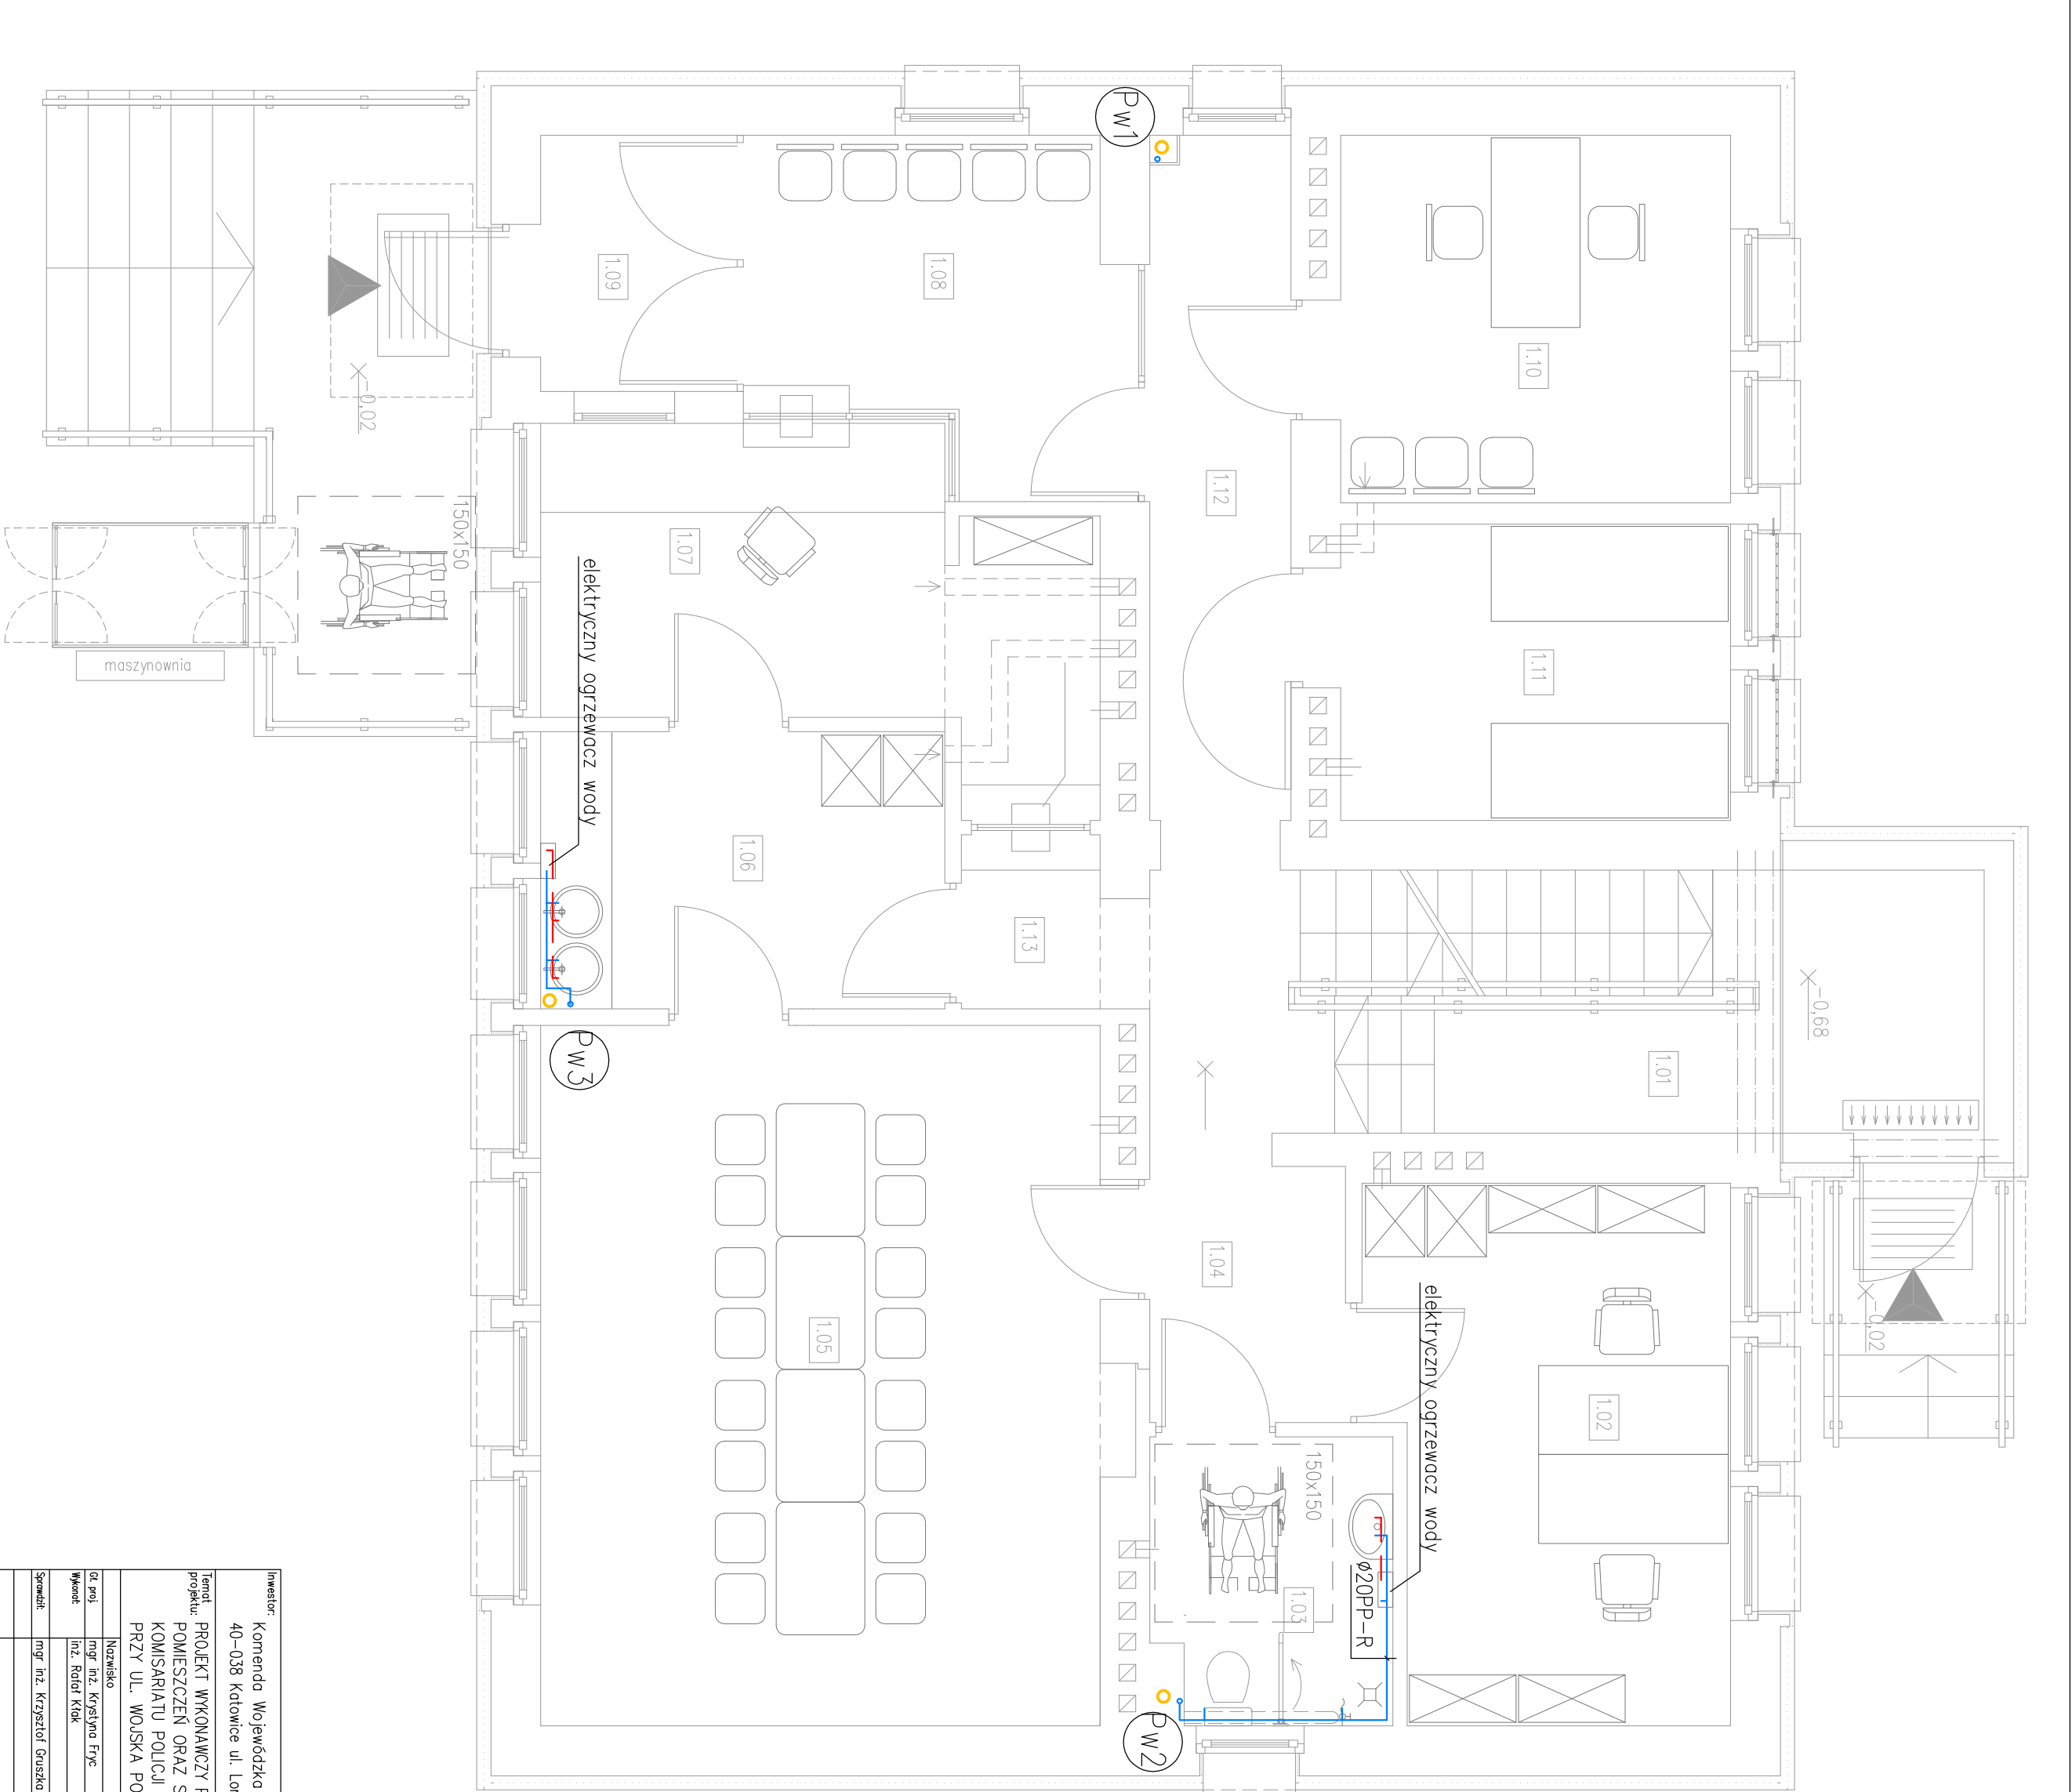 Pw1
1.09
1.08
1.10
1.12
-0,02
150x150
1.07
1.11
maszynownia
elektryczny ogrzewacz wody
1.06
1.13
-0,68
1.01
Pw3
1.04
-0,02
1.05
1.02
elektryczny ogrzewacz wody
150x150
1.03
Ø20PP-R
Pw2
Inwestor:
Komenda Wojewódzka
40-038 Katowice ul.
Temat
projektu:
PROJEKT WYKONAWCZY
POMIESZCZEŃ ORAZ
KOMISARIATU POLICJI
PRZY UL. WOJSKA
Nazwisko
Gł. proj.
mgr inż. Krystyna Fryc
Wykonał:
inż. Rafał Kłak
Sprawdził:
mgr inż. Krzysztof Gruszka